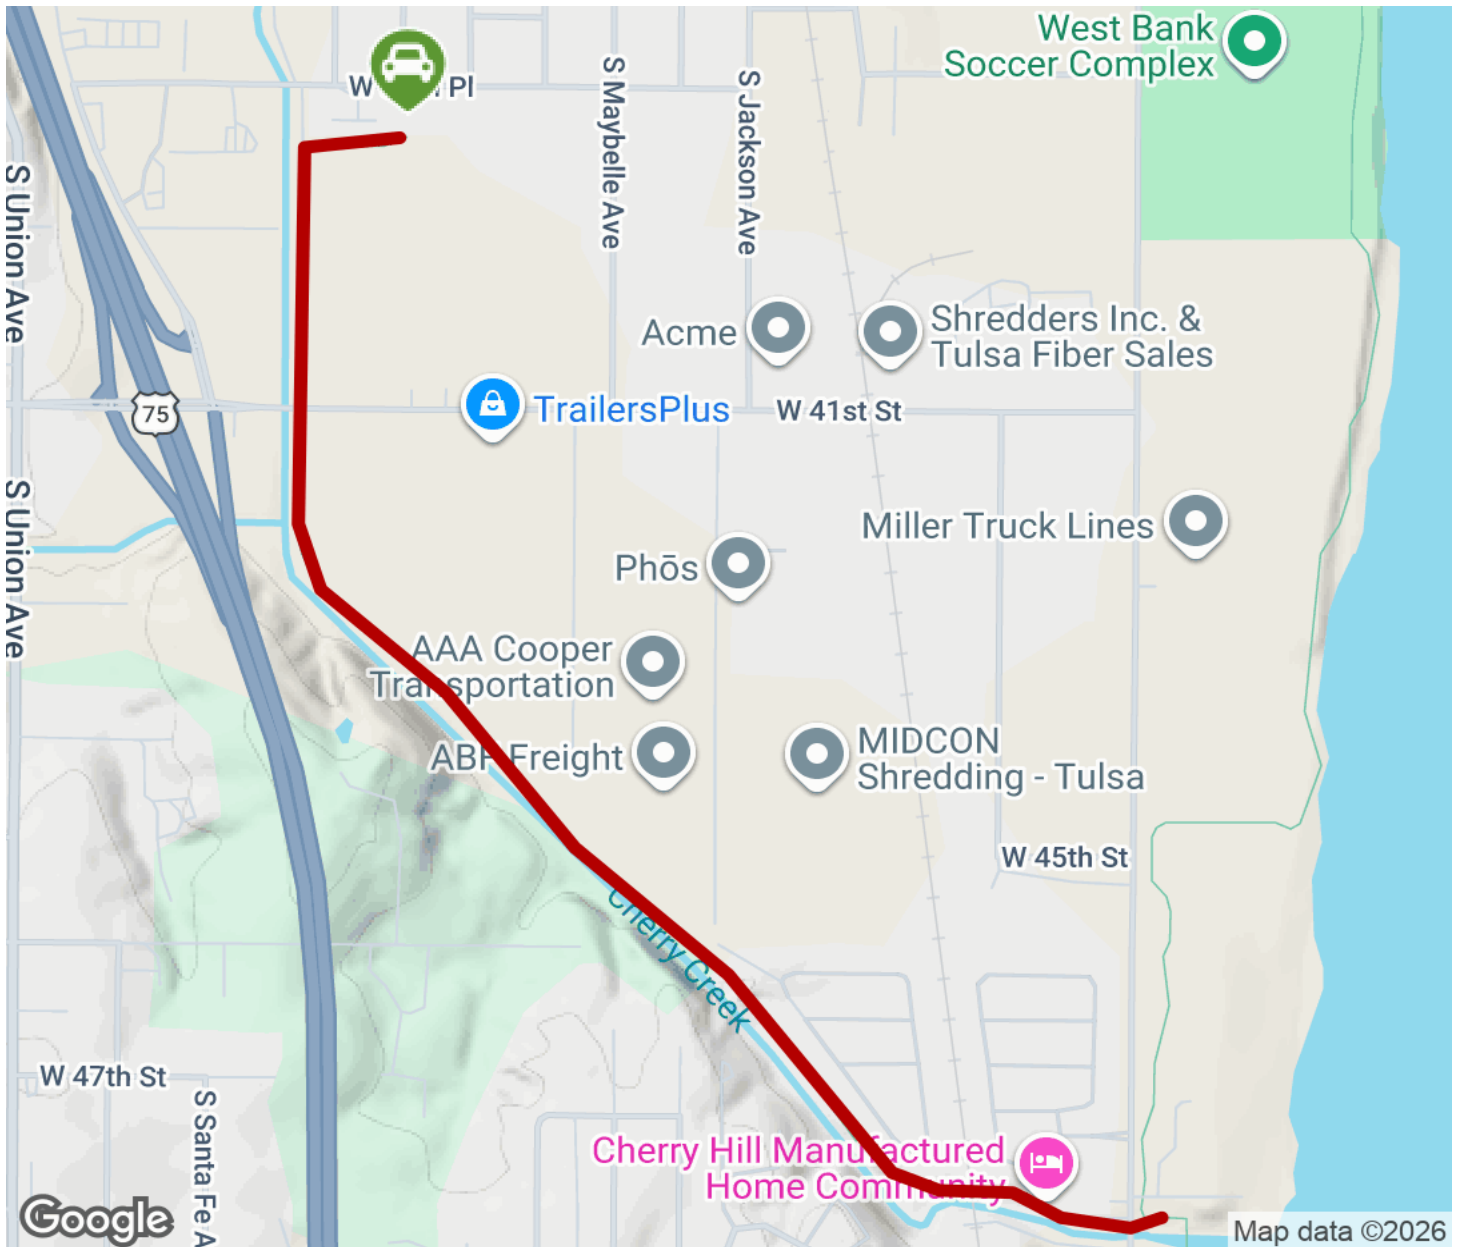 West Bank
Soccer Complex
W
Pl
S Maybelle Ave
S Jackson Ave
S Union Ave
Acme
Shredders Inc. &
Tulsa Fiber Sales
75
TrailersPlus
W 41st St
S Union Ave
Miller Truck Lines
Phōs
AAA Cooper
Transportation
ABF Freight
MIDCON
Shredding - Tulsa
W 45th St
Cherry Creek
W 47th St
S Santa Fe A
Cherry Hill Manufactured
Home Community
Google
Map data ©2026